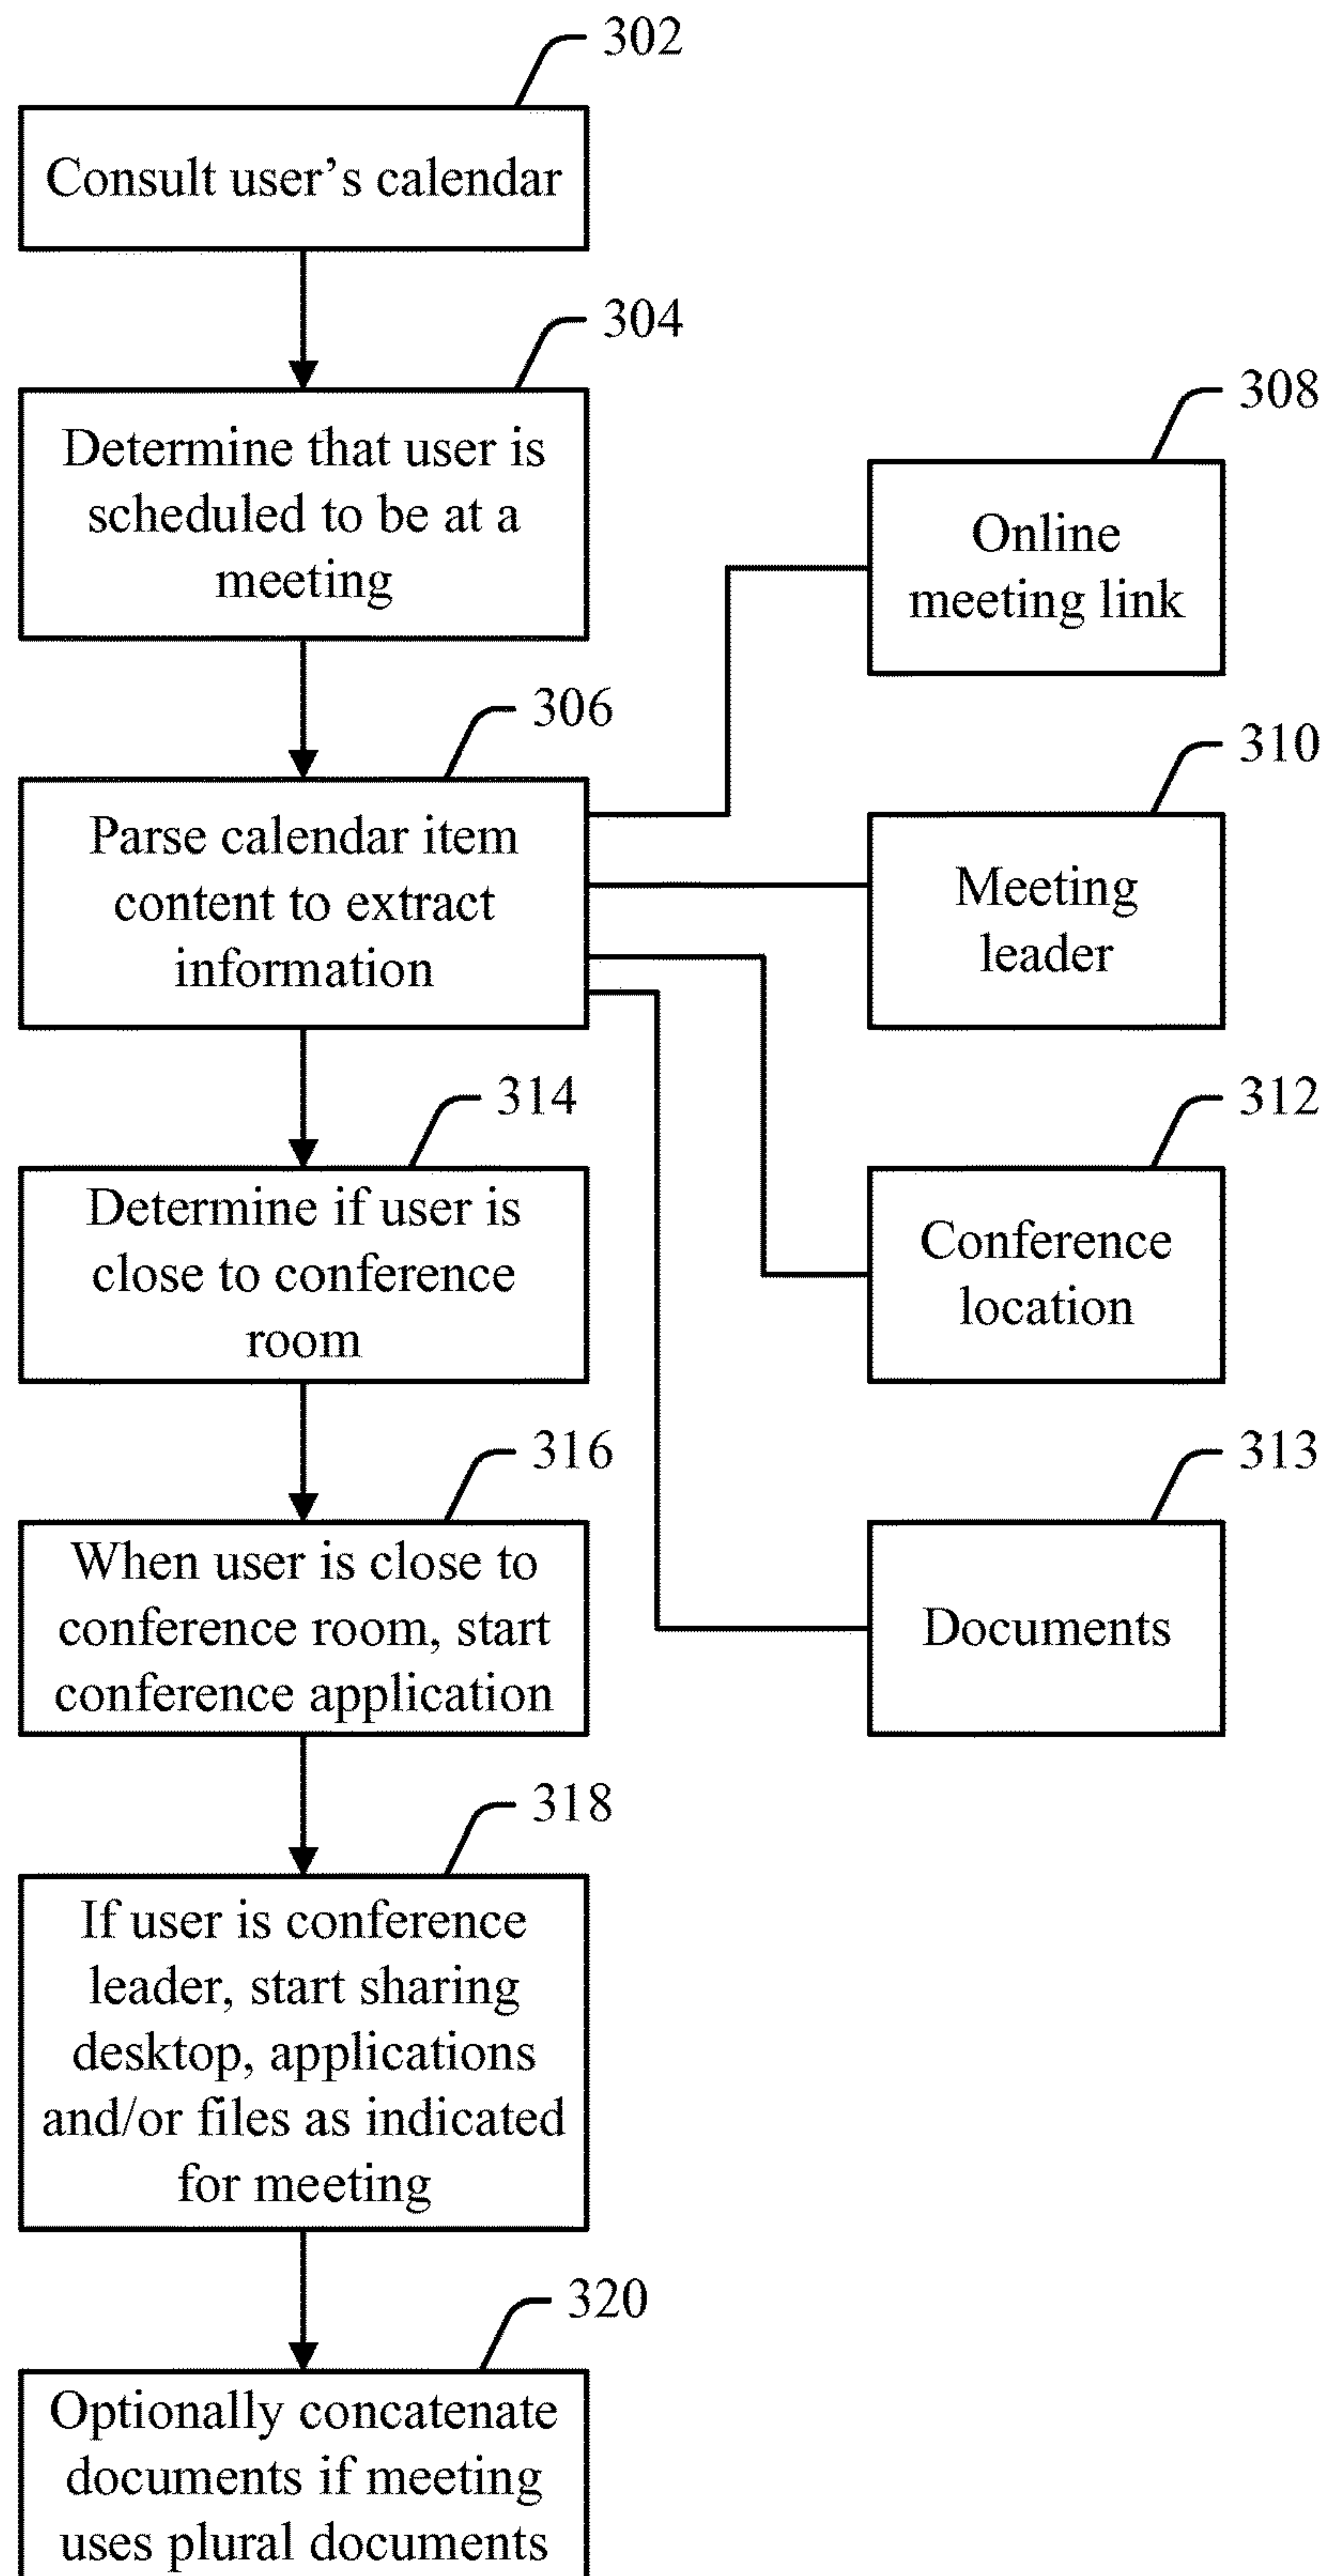 302
Consult user’s calendar
304
Determine that user is
scheduled to be at a
meeting
306
Parse calendar item
content to extract
information
308
Online
meeting link
310
Meeting
leader
312
Conference
location
313
Documents
314
Determine if user is
close to conference
room
316
When user is close to
conference room, start
conference application
318
If user is conference
leader, start sharing
desktop, applications
and/or files as indicated
for meeting
320
Optionally concatenate
documents if meeting
uses plural documents